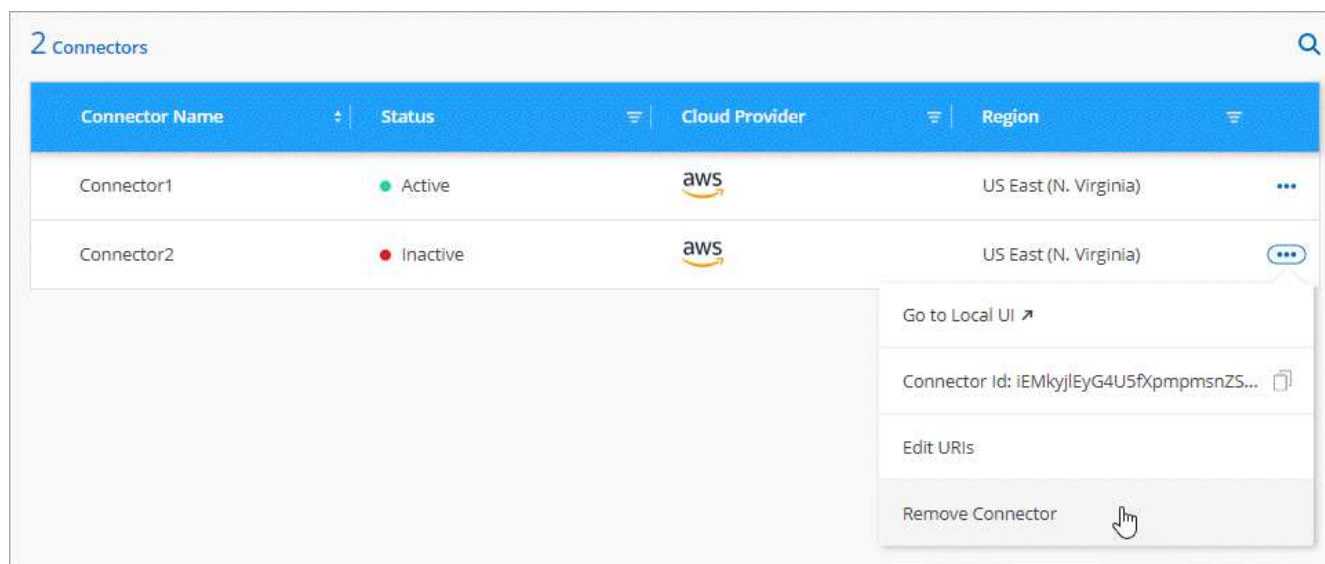 2 Connectors
Connector Name Status Cloud Provider Region
Connector1 Active aws US East (N. Virginia)
Connector2 Inactive aws US East (N. Virginia)
Go to Local UI
Connector Id: iEMkyjlEyG4U5fXpmpmsnZS...
Edit URIs
Remove Connector